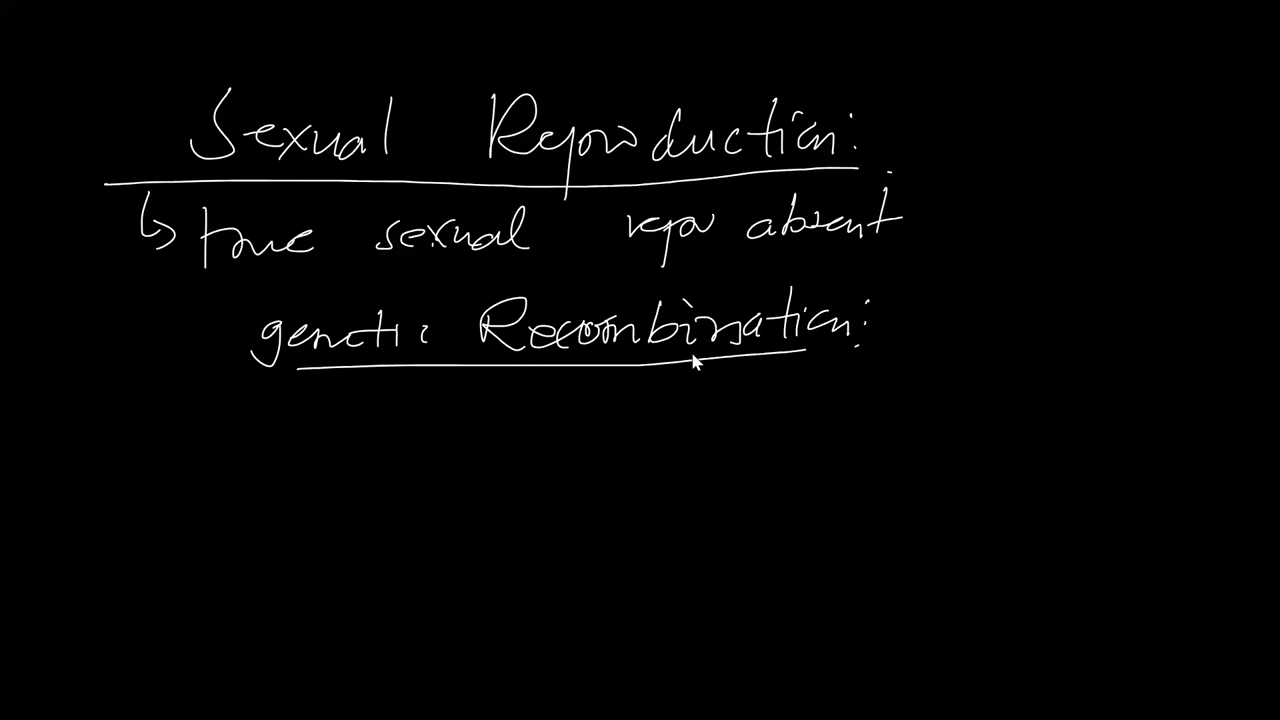 Sexual Reproduction:
↳ true sexual repo absent
genetic Recombination: